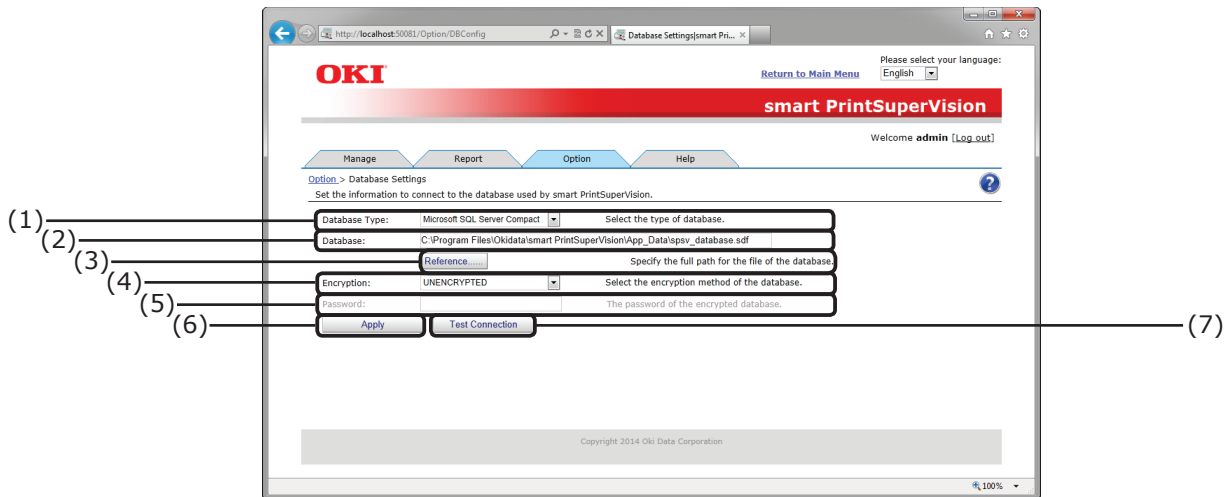 http://localhost:50081/Option/DBConfig
Database Settings|smart Pri...
Please select your language:
OKI
Return to Main Menu
English
smart PrintSuperVision
Welcome admin [Log out]
Manage Report Option Help
Option > Database Settings
?
Set the information to connect to the database used by smart PrintSuperVision.
(1)
Database Type: Microsoft SQL Server Compact Select the type of database.
(2)
Database: C:\Program Files\Okidata\smart PrintSuperVision\App_Data\spsv_database.sdf
(3)
Reference...... Specify the full path for the file of the database.
(4)
Encryption: UNENCRYPTED Select the encryption method of the database.
(5)
Password: The password of the encrypted database.
(6)
Apply Test Connection
(7)
Copyright 2014 Oki Data Corporation
100%